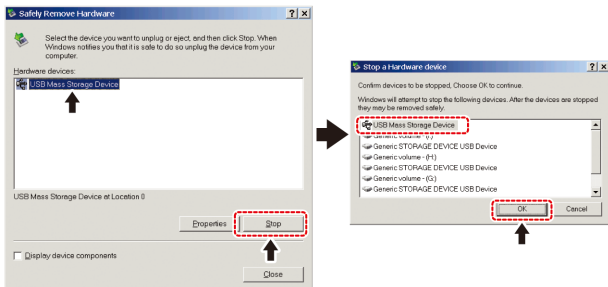 Safely Remove Hardware
Select the device you want to unplug or eject, and then click Stop. When
Windows notifies you that it is safe to do so unplug the device from your
computer.
Hardware devices:
USB Mass Storage Device
USB Mass Storage Device at Location 0
Properties
Stop
Display device components
Close
Stop a Hardware device
Confirm devices to be stopped, Choose OK to continue.
Windows will attempt to stop the following devices. After the devices are stopped
they may be removed safely.
USB Mass Storage Device
Generic volume - (I:)
Generic STORAGE DEVICE USB Device
Generic volume - (H:)
Generic STORAGE DEVICE USB Device
Generic volume - (G:)
Generic STORAGE DEVICE USB Device
OK
Cancel